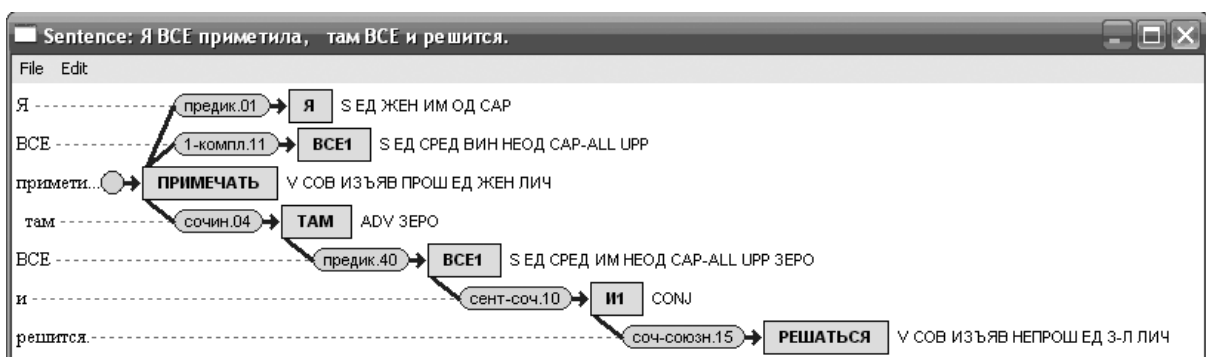 Sentence: Я ВСЕ приметила, там ВСЕ и решится.
File Edit
Я предик.01 Я S ЕД ЖЕН ИМ ОД CAP
ВСЕ 1-компл.11 ВСЕ1 S ЕД СРЕД ВИН НЕОД CAP-ALL UPP
примети... ПРИМЕЧАТЬ V СОВ ИЗЪЯВ ПРОШ ЕД ЖЕН ЛИЧ
там сочин.04 ТАМ ADV ЗЕРО
ВСЕ предик.40 ВСЕ1 S ЕД СРЕД ИМ НЕОД CAP-ALL UPP ЗЕРО
и сент-соч.10 И1 CONJ
решится. соч-союзн.15 РЕШАТЬСЯ V СОВ ИЗЪЯВ НЕПРОШ ЕД 3-Л ЛИЧ